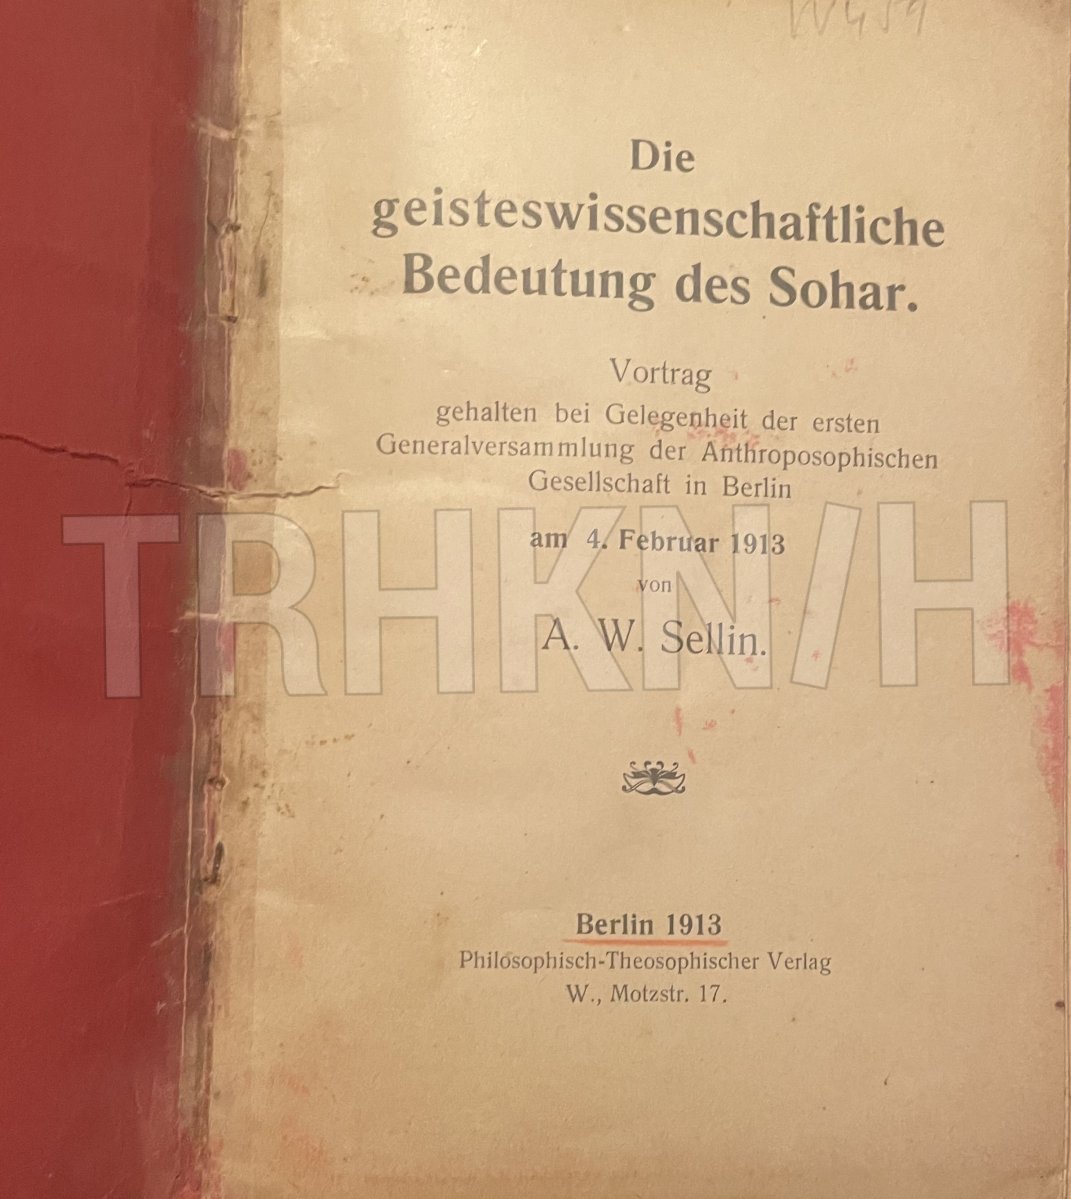 Die
geisteswissenschaftliche
Bedeutung des Sohar.
Vortrag
gehalten bei Gelegenheit der ersten
Generalversammlung der Anthroposophischen
Gesellschaft in Berlin
am 4. Februar 1913
von
A. W. Sellin.
TRHKN/H
Berlin 1913
Philosophisch-Theosophischer Verlag
W., Motzstr. 17.